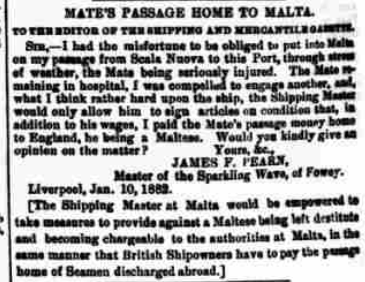 MATE'S PASSAGE HOME TO MALTA.
TO THE EDITOR OF THE SHIPPING AND MERCANTILE GAZETTE.
SIR,—I had the misfortune to be obliged to put into Malta
on my passage from Scala Nuova to this Port, through stress
of weather, the Mate being seriously injured. The Mate re-
maining in hospital, I was compelled to engage another, and,
what I think rather hard upon the ship, the Shipping Master
would only allow him to sign articles on condition that, in
addition to his wages, I paid the Mate's passage money home
to England, he being a Maltese. Would you kindly give an
opinion on the matter? Yours, &c.,
JAMES F. PEARN,
Master of the Sparkling Wave, of Fowey.
Liverpool, Jan. 10, 1882.
[The Shipping Master at Malta would be empowered to
take measures to provide against a Maltese being left destitute
and becoming chargeable to the authorities at Malta, in the
same manner that British Shipowners have to pay the passage
home of Seamen discharged abroad.]